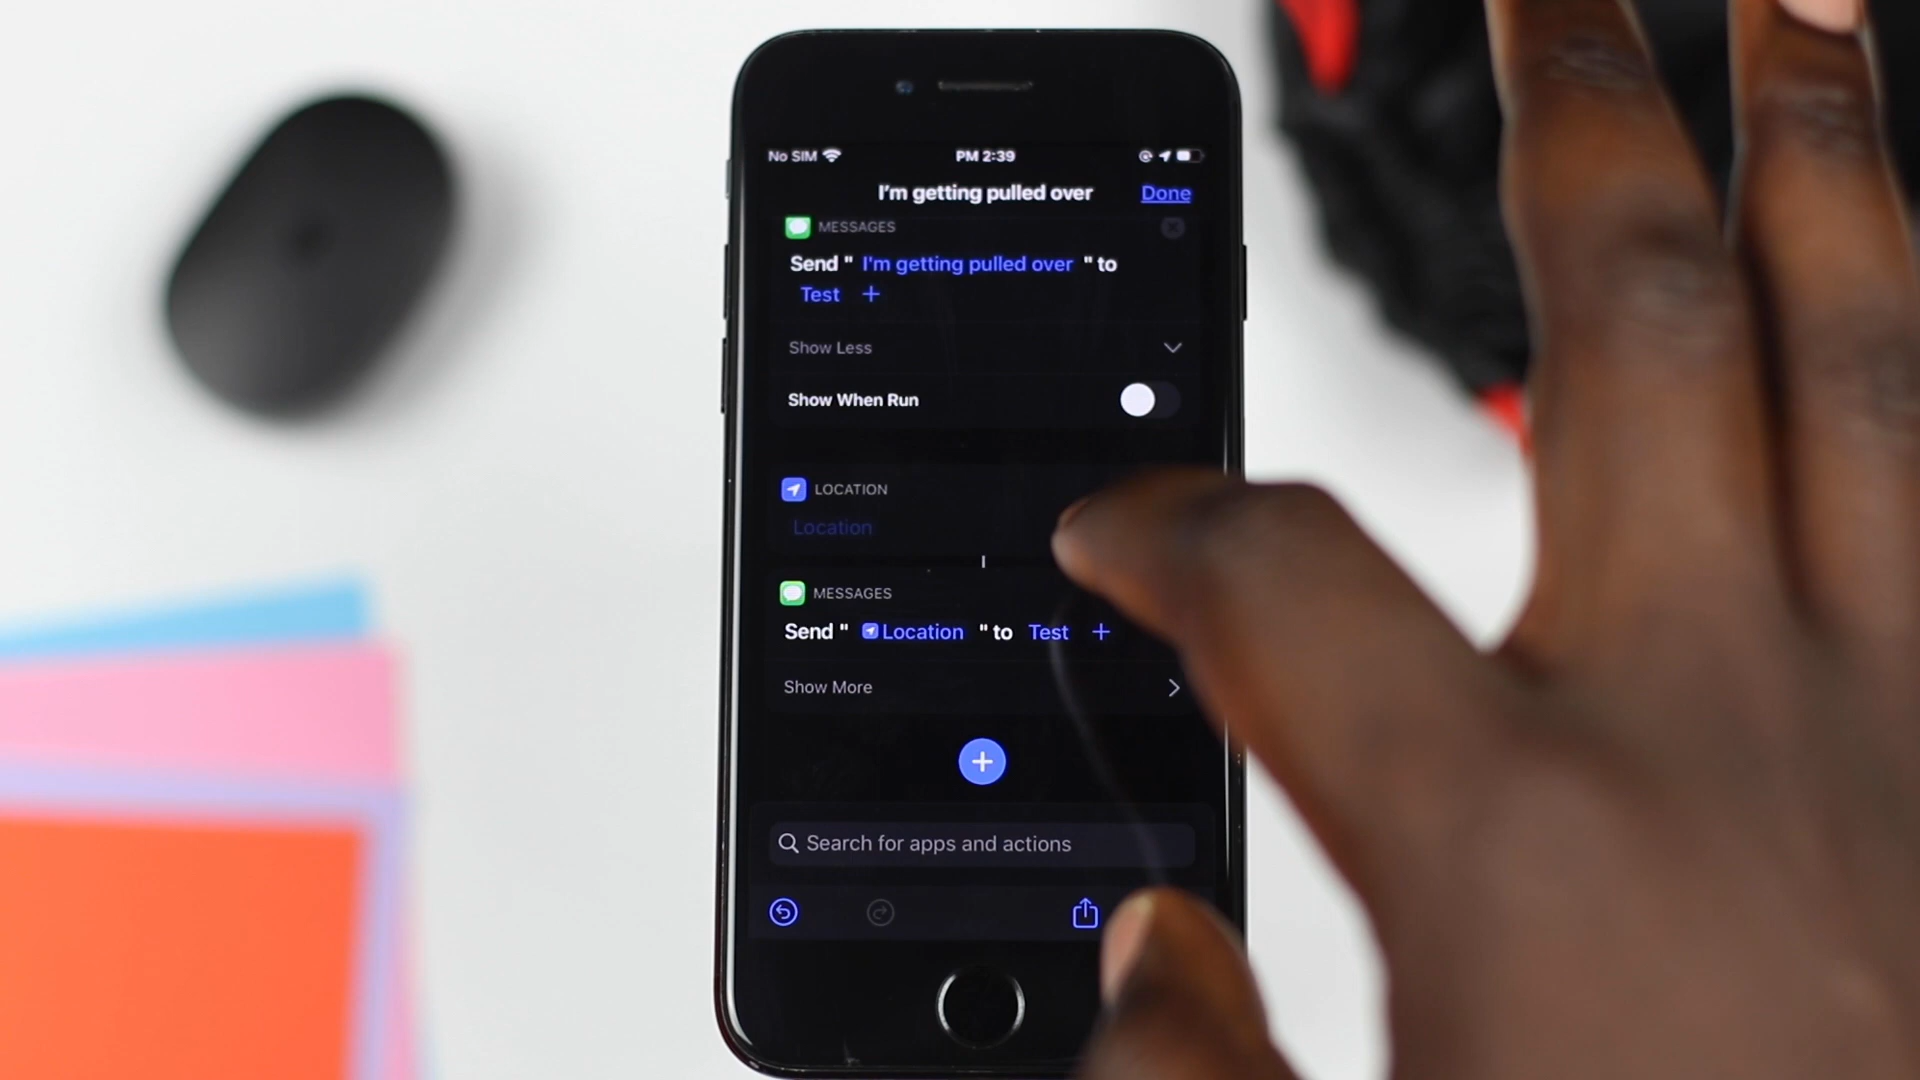 No SIM PM 2:39
I'm getting pulled over Done
MESSAGES
Send " I'm getting pulled over " to
Test +
Show Less
Show When Run
LOCATION
Location
MESSAGES
Send " Location " to Test +
Show More
Search for apps and actions